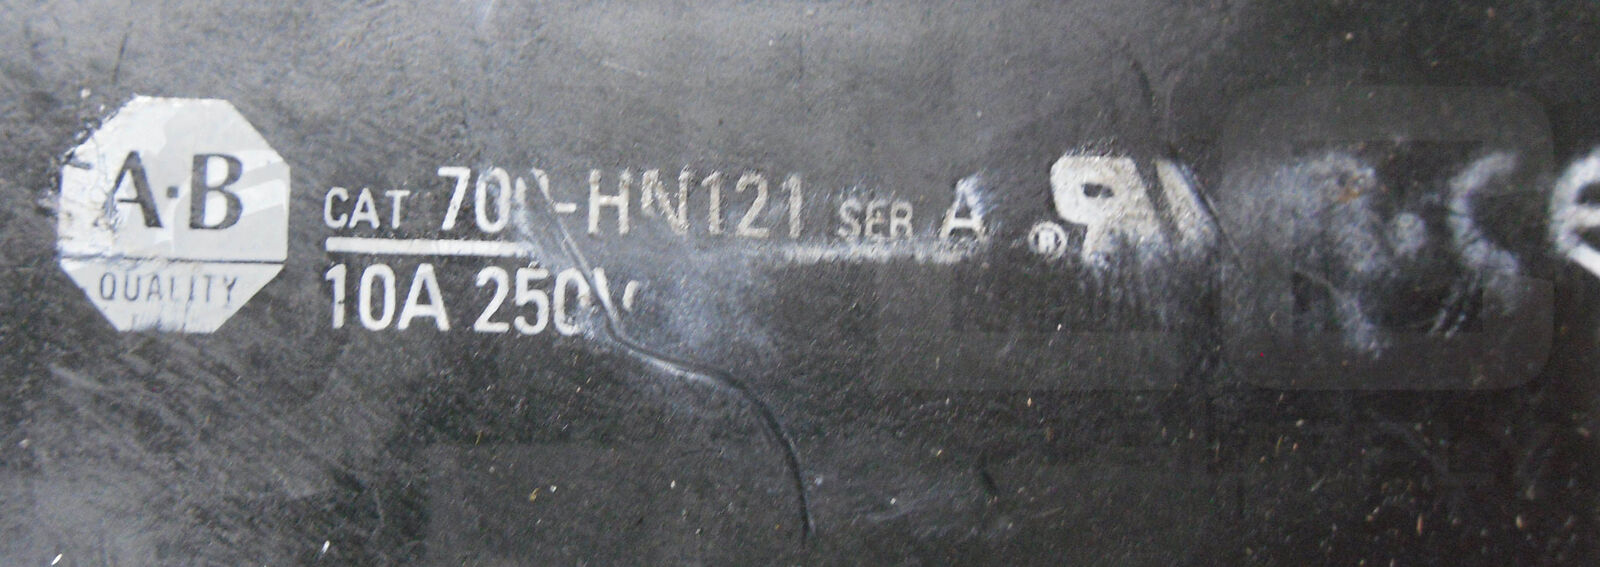 A·B
QUALITY
CAT 700-HN121 SER A ®
10A 250V